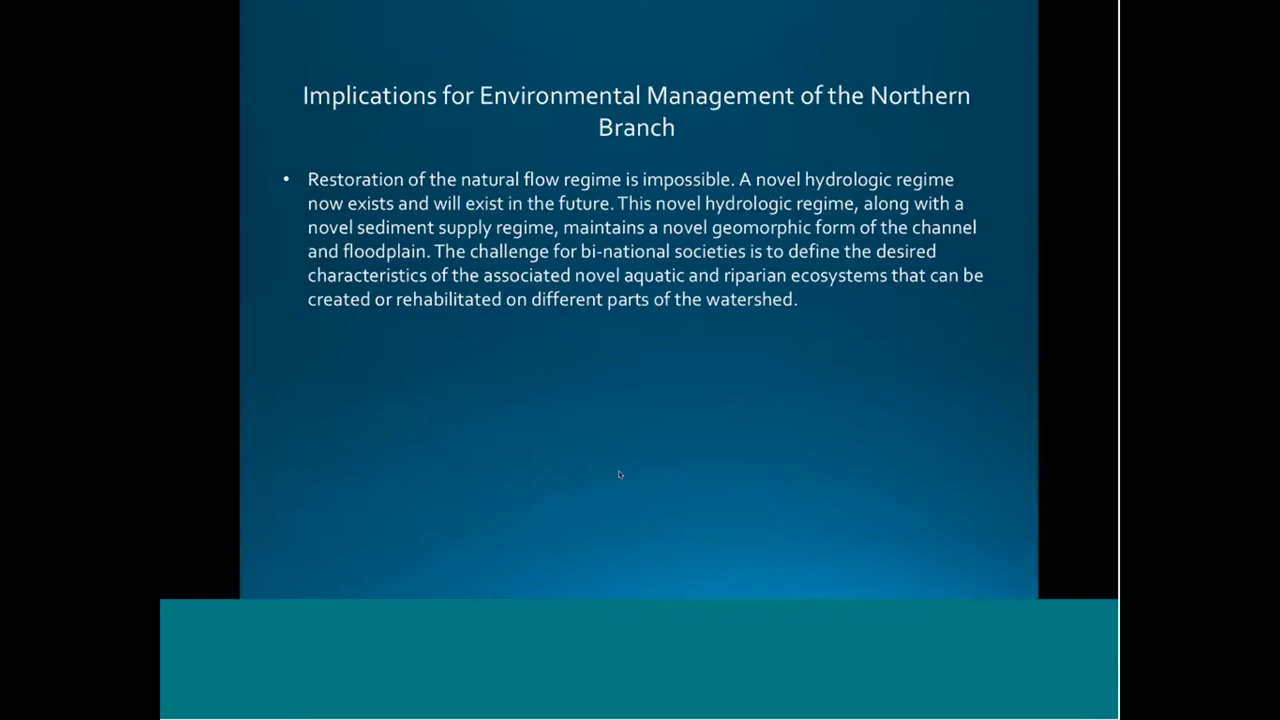 Implications for Environmental Management of the Northern
Branch
• Restoration of the natural flow regime is impossible. A novel hydrologic regime
now exists and will exist in the future. This novel hydrologic regime, along with a
novel sediment supply regime, maintains a novel geomorphic form of the channel
and floodplain. The challenge for bi-national societies is to define the desired
characteristics of the associated novel aquatic and riparian ecosystems that can be
created or rehabilitated on different parts of the watershed.